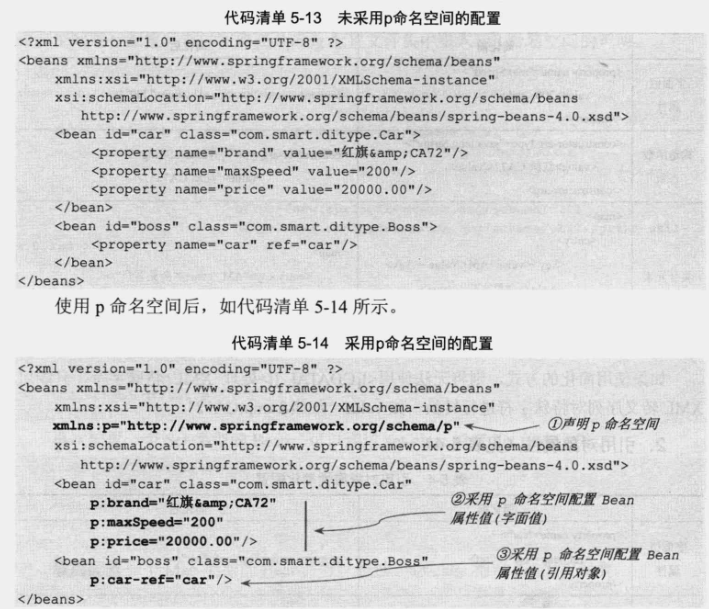 代码清单 5-13 未采用p命名空间的配置
<?xml version="1.0" encoding="UTF-8" ?>
<beans xmlns="http://www.springframework.org/schema/beans"
xmlns:xsi="http://www.w3.org/2001/XMLSchema-instance"
xsi:schemaLocation="http://www.springframework.org/schema/beans
http://www.springframework.org/schema/beans/spring-beans-4.0.xsd">
<bean id="car" class="com.smart.ditype.Car">
<property name="brand" value="红旗&amp;CA72"/>
<property name="maxSpeed" value="200"/>
<property name="price" value="20000.00"/>
</bean>
<bean id="boss" class="com.smart.ditype.Boss">
<property name="car" ref="car"/>
</bean>
</beans>
使用 p 命名空间后，如代码清单 5-14 所示。
代码清单 5-14 采用p命名空间的配置
<?xml version="1.0" encoding="UTF-8" ?>
<beans xmlns="http://www.springframework.org/schema/beans"
xmlns:xsi="http://www.w3.org/2001/XMLSchema-instance"
xmlns:p="http://www.springframework.org/schema/p" ①声明 p 命名空间
xsi:schemaLocation="http://www.springframework.org/schema/beans
http://www.springframework.org/schema/beans/spring-beans-4.0.xsd">
<bean id="car" class="com.smart.ditype.Car"
p:brand="红旗&amp;CA72" ②采用 p 命名空间配置 Bean
p:maxSpeed="200" 属性值(字面值)
p:price="20000.00"/>
<bean id="boss" class="com.smart.ditype.Boss" ③采用 p 命名空间配置 Bean
p:car-ref="car"/> 属性值(引用对象)
</beans>